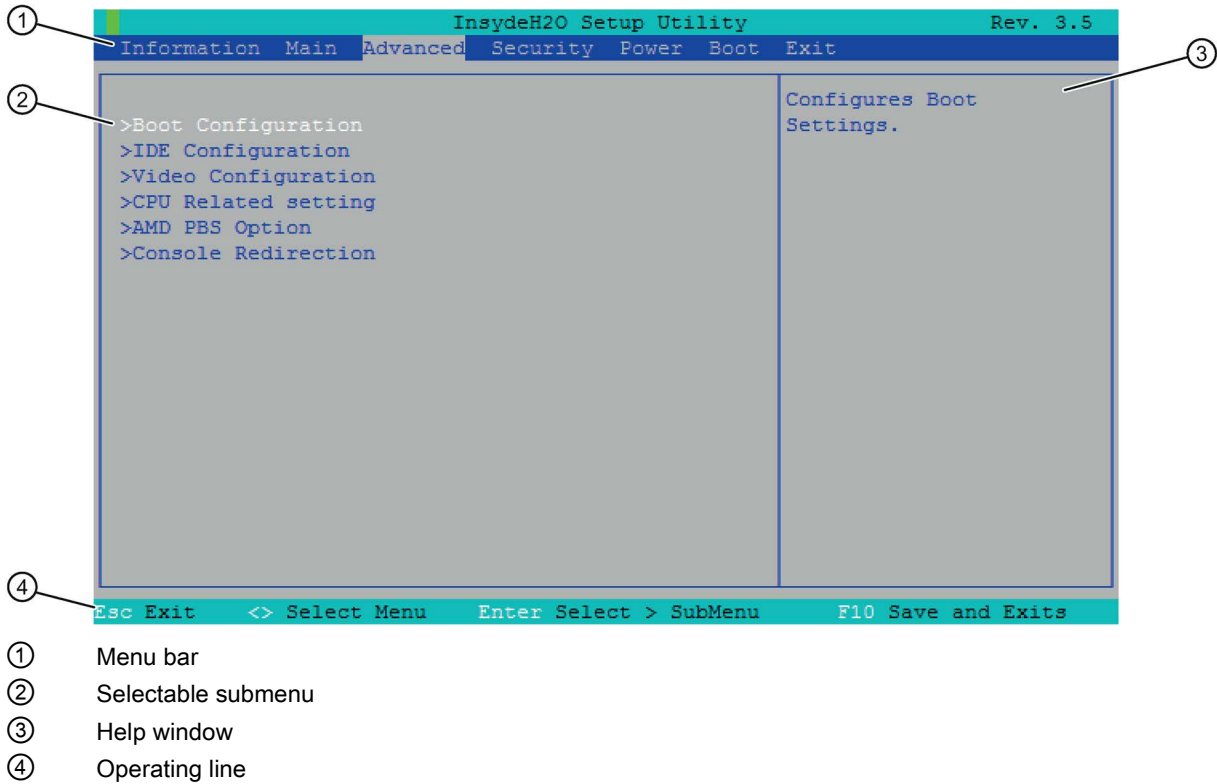 ①
InsydeH2O Setup Utility Rev. 3.5
Information Main Advanced Security Power Boot Exit
③
②
Configures Boot
Settings.
>Boot Configuration
>IDE Configuration
>Video Configuration
>CPU Related setting
>AMD PBS Option
>Console Redirection
④
Esc Exit <> Select Menu Enter Select > SubMenu F10 Save and Exits
① Menu bar
② Selectable submenu
③ Help window
④ Operating line